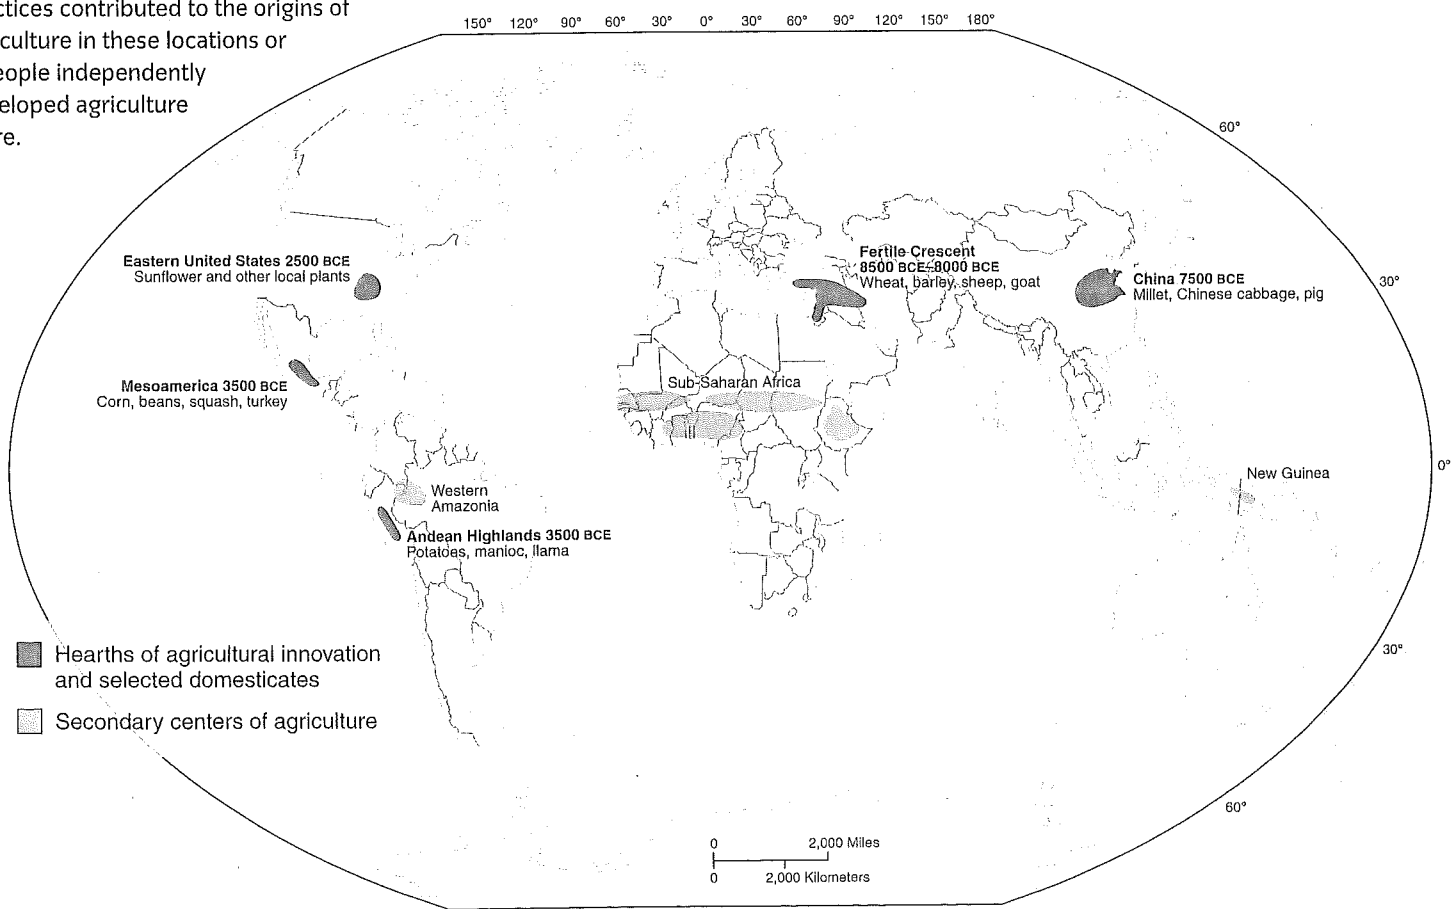 ctices contributed to the origins of
culture in these locations or
eople independently
eloped agriculture
re.
150° 120° 90° 60° 30° 0° 30° 60° 90° 120° 150° 180°
60°
Eastern United States 2500 BCE
Sunflower and other local plants
Fertile Crescent
8500 BCE–8000 BCE
Wheat, barley, sheep, goat
China 7500 BCE
Millet, Chinese cabbage, pig
30°
Mesoamerica 3500 BCE
Corn, beans, squash, turkey
Sub-Saharan Africa
0°
New Guinea
Western
Amazonia
Andean Highlands 3500 BCE
Potatoes, manioc, llama
30°
Hearths of agricultural innovation
and selected domesticates
Secondary centers of agriculture
60°
0 2,000 Miles
0 2,000 Kilometers